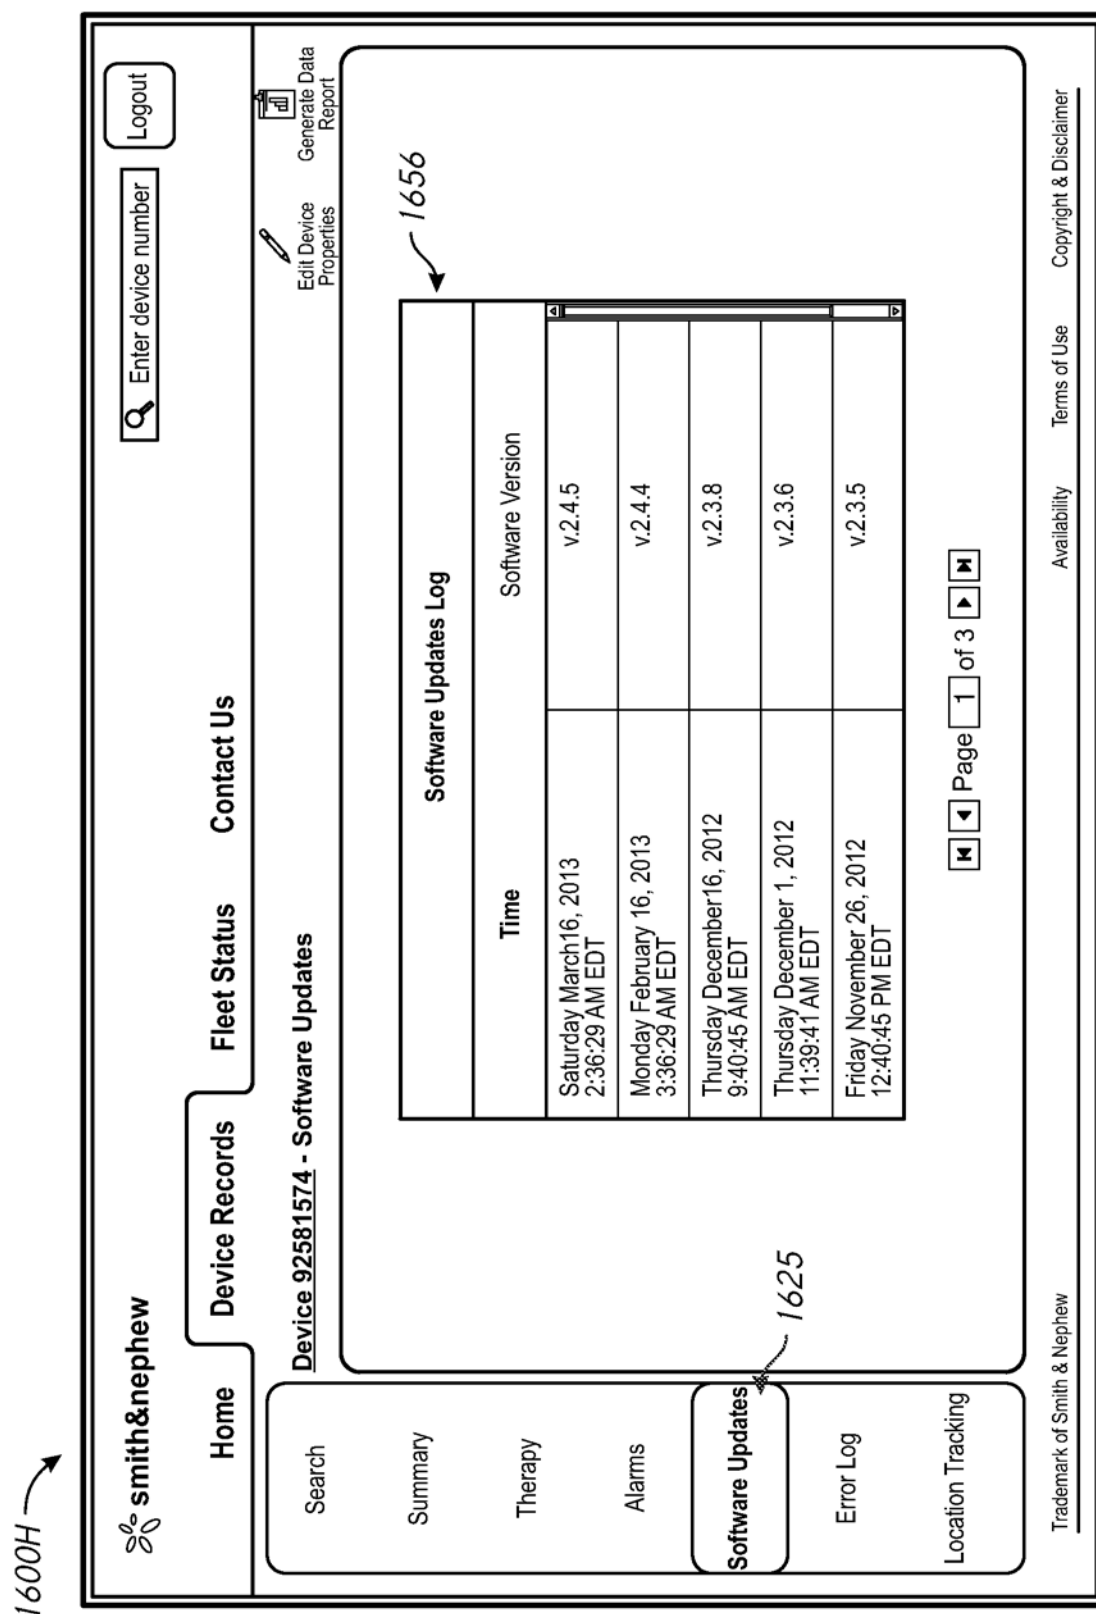 1600H
smith&nephew
Enter device number
Logout
Home
Device Records
Fleet Status
Contact Us
Device 92581574 - Software Updates
Edit Device
Properties
Generate Data
Report
Search
Summary
Therapy
Alarms
Software Updates
Error Log
Location Tracking
1625
1656
Software Updates Log
Time
Software Version
Saturday March16, 2013
2:36:29 AM EDT
v.2.4.5
Monday February 16, 2013
3:36:29 AM EDT
v.2.4.4
Thursday December16, 2012
9:40:45 AM EDT
v.2.3.8
Thursday December 1, 2012
11:39:41 AM EDT
v.2.3.6
Friday November 26, 2012
12:40:45 PM EDT
v.2.3.5
Page 1 of 3
Trademark of Smith & Nephew
Availability
Terms of Use
Copyright & Disclaimer